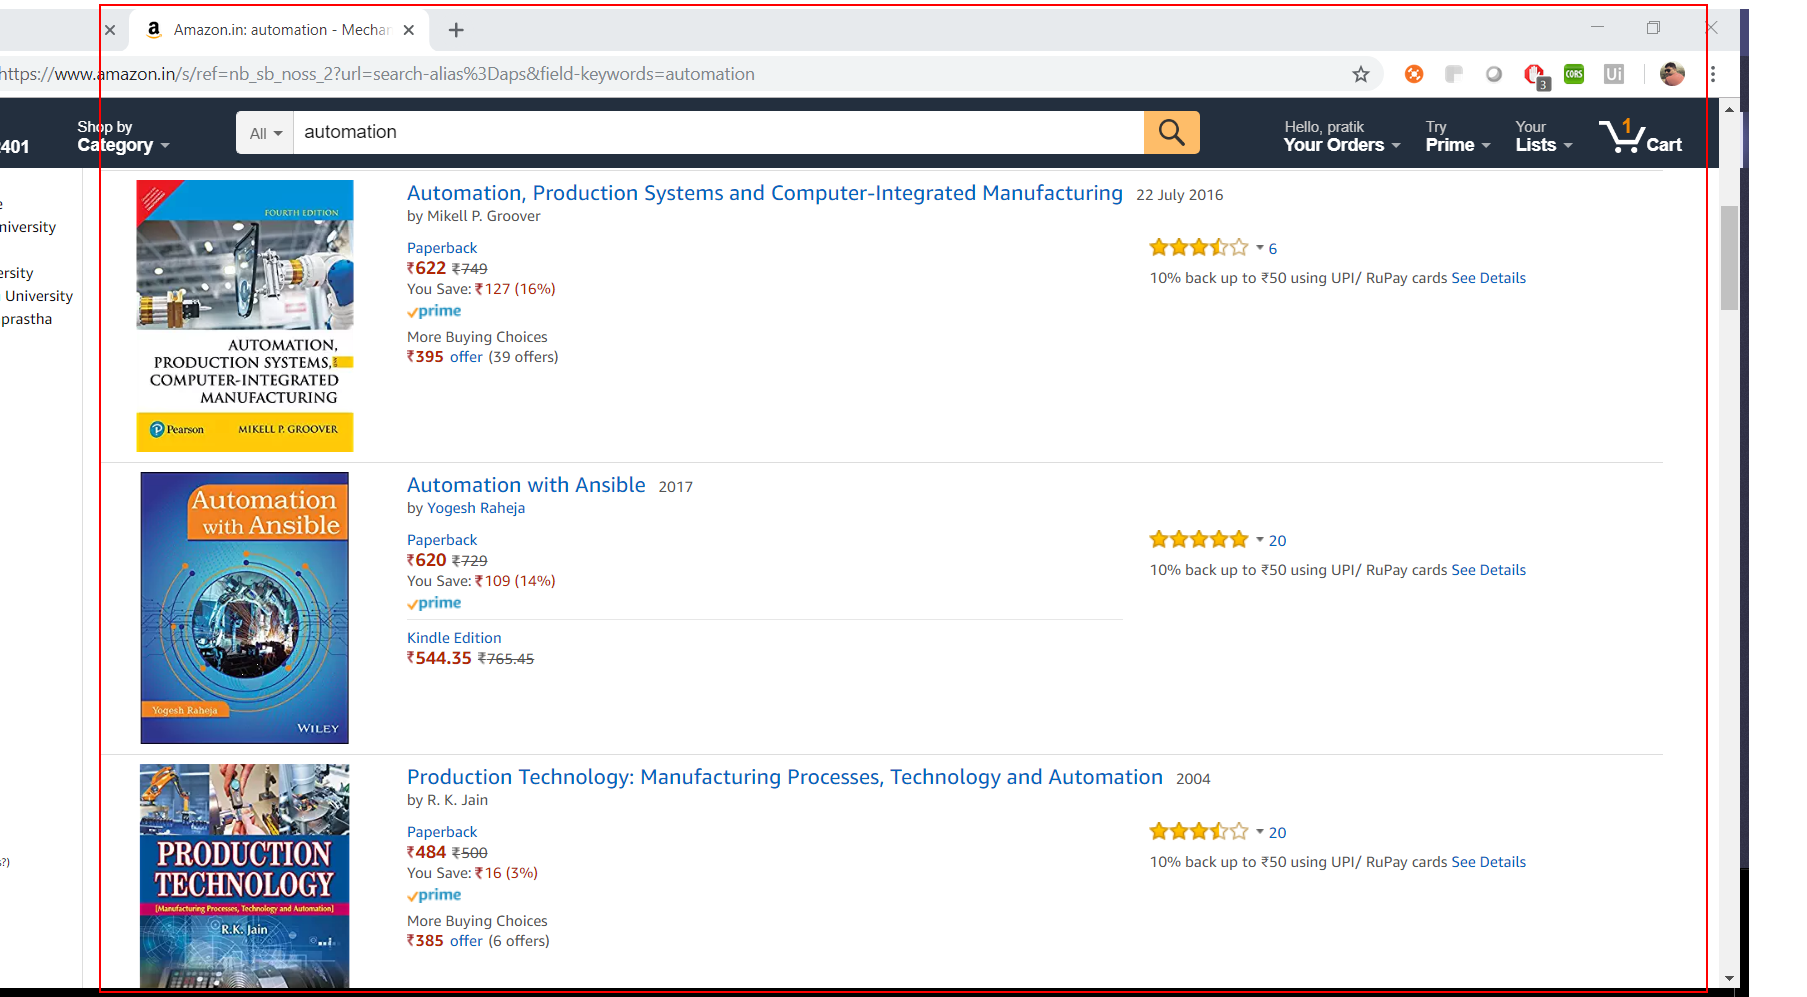 Amazon.in: automation - Mechan
https://www.amazon.in/s/ref=nb_sb_noss_2?url=search-alias%3Daps&field-keywords=automation
3
CORS
Ui
2401
Shop by
Category
All
automation
Hello, pratik
Your Orders
Try
Prime
Your
Lists
1
Cart
e
niversity
ersity
University
prastha
s?)
FOURTH EDITION
AUTOMATION,
PRODUCTION SYSTEMS,
COMPUTER-INTEGRATED
MANUFACTURING
Pearson
MIKELL P. GROOVER
Automation, Production Systems and Computer-Integrated Manufacturing 22 July 2016
by Mikell P. Groover
Paperback
₹622 ₹749
You Save: ₹127 (16%)
prime
More Buying Choices
₹395 offer (39 offers)
6
10% back up to ₹50 using UPI/ RuPay cards See Details
Automation
with Ansible
Yogesh Raheja
WILEY
Automation with Ansible 2017
by Yogesh Raheja
Paperback
₹620 ₹729
You Save: ₹109 (14%)
prime
Kindle Edition
₹544.35 ₹765.45
20
10% back up to ₹50 using UPI/ RuPay cards See Details
PRODUCTION
TECHNOLOGY
[Manufacturing Processes, Technology and Automation]
R.K. Jain
Production Technology: Manufacturing Processes, Technology and Automation 2004
by R. K. Jain
Paperback
₹484 ₹500
You Save: ₹16 (3%)
prime
More Buying Choices
₹385 offer (6 offers)
20
10% back up to ₹50 using UPI/ RuPay cards See Details